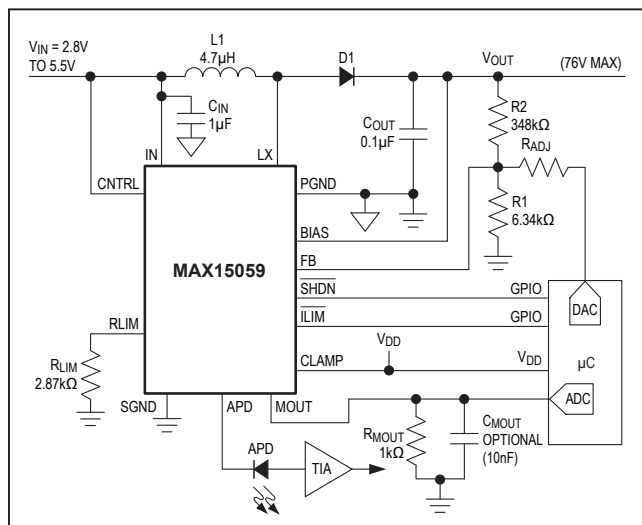 VIN = 2.8V
TO 5.5V
L1
4.7µH
D1
VOUT
(76V MAX)
CIN
1µF
COUT
0.1µF
R2
348kΩ
RADJ
R1
6.34kΩ
IN
LX
CNTRL
PGND
BIAS
FB
MAX15059
SHDN
GPIO
DAC
ILIM
GPIO
RLIM
VDD
CLAMP
VDD
µC
RLIM
2.87kΩ
ADC
SGND
APD
MOUT
RMOUT
1kΩ
CMOUT
OPTIONAL
(10nF)
APD
TIA